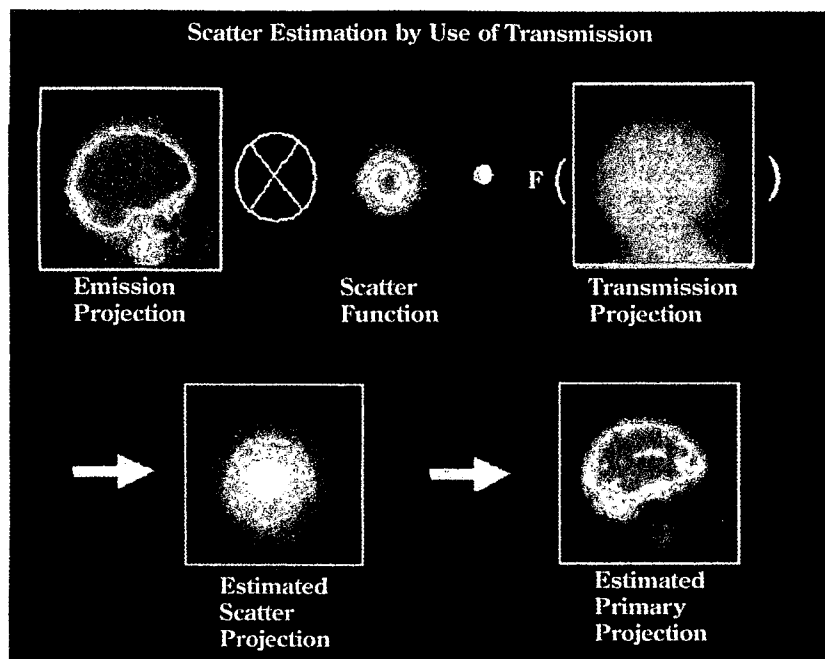 Scatter Estimation by Use of Transmission
F ( )
Emission
Projection
Scatter
Function
Transmission
Projection
Estimated
Scatter
Projection
Estimated
Primary
Projection